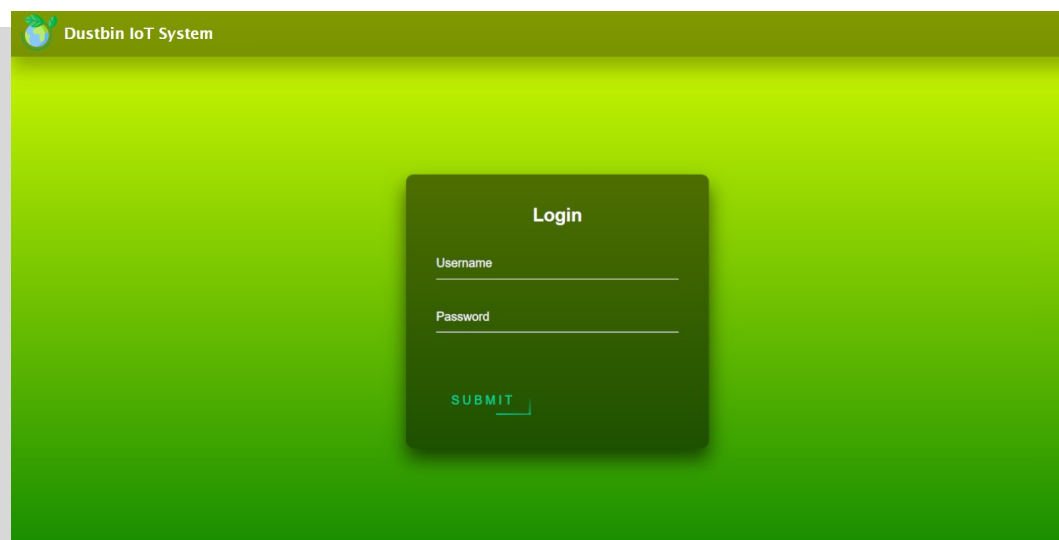 Dustbin IoT System
Login
Username
Password
SUBMIT